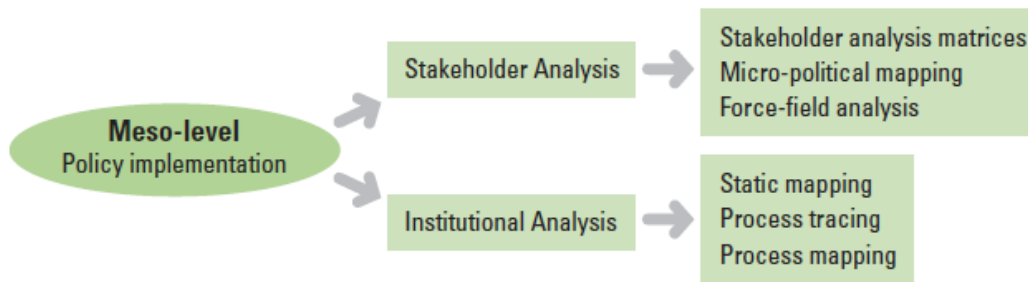 Meso-level
Policy implementation
Stakeholder Analysis
Stakeholder analysis matrices
Micro-political mapping
Force-field analysis
Institutional Analysis
Static mapping
Process tracing
Process mapping